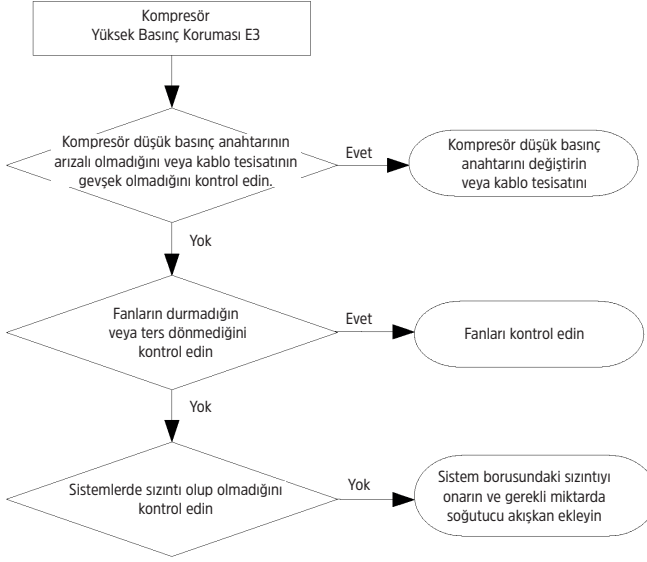 Kompresör
Yüksek Basınç Koruması E3
Kompresör düşük basınç anahtarının
arızalı olmadığını veya kablo tesisatının
gevşek olmadığını kontrol edin.
Evet
Kompresör düşük basınç
anahtarını değiştirin
veya kablo tesisatını
Yok
Fanların durmadığın
veya ters dönmediğini
kontrol edin
Evet
Fanları kontrol edin
Yok
Sistemlerde sızıntı olup olmadığını
kontrol edin
Yok
Sistem borusundaki sızıntıyı
onarın ve gerekli miktarda
soğutucu akışkan ekleyin